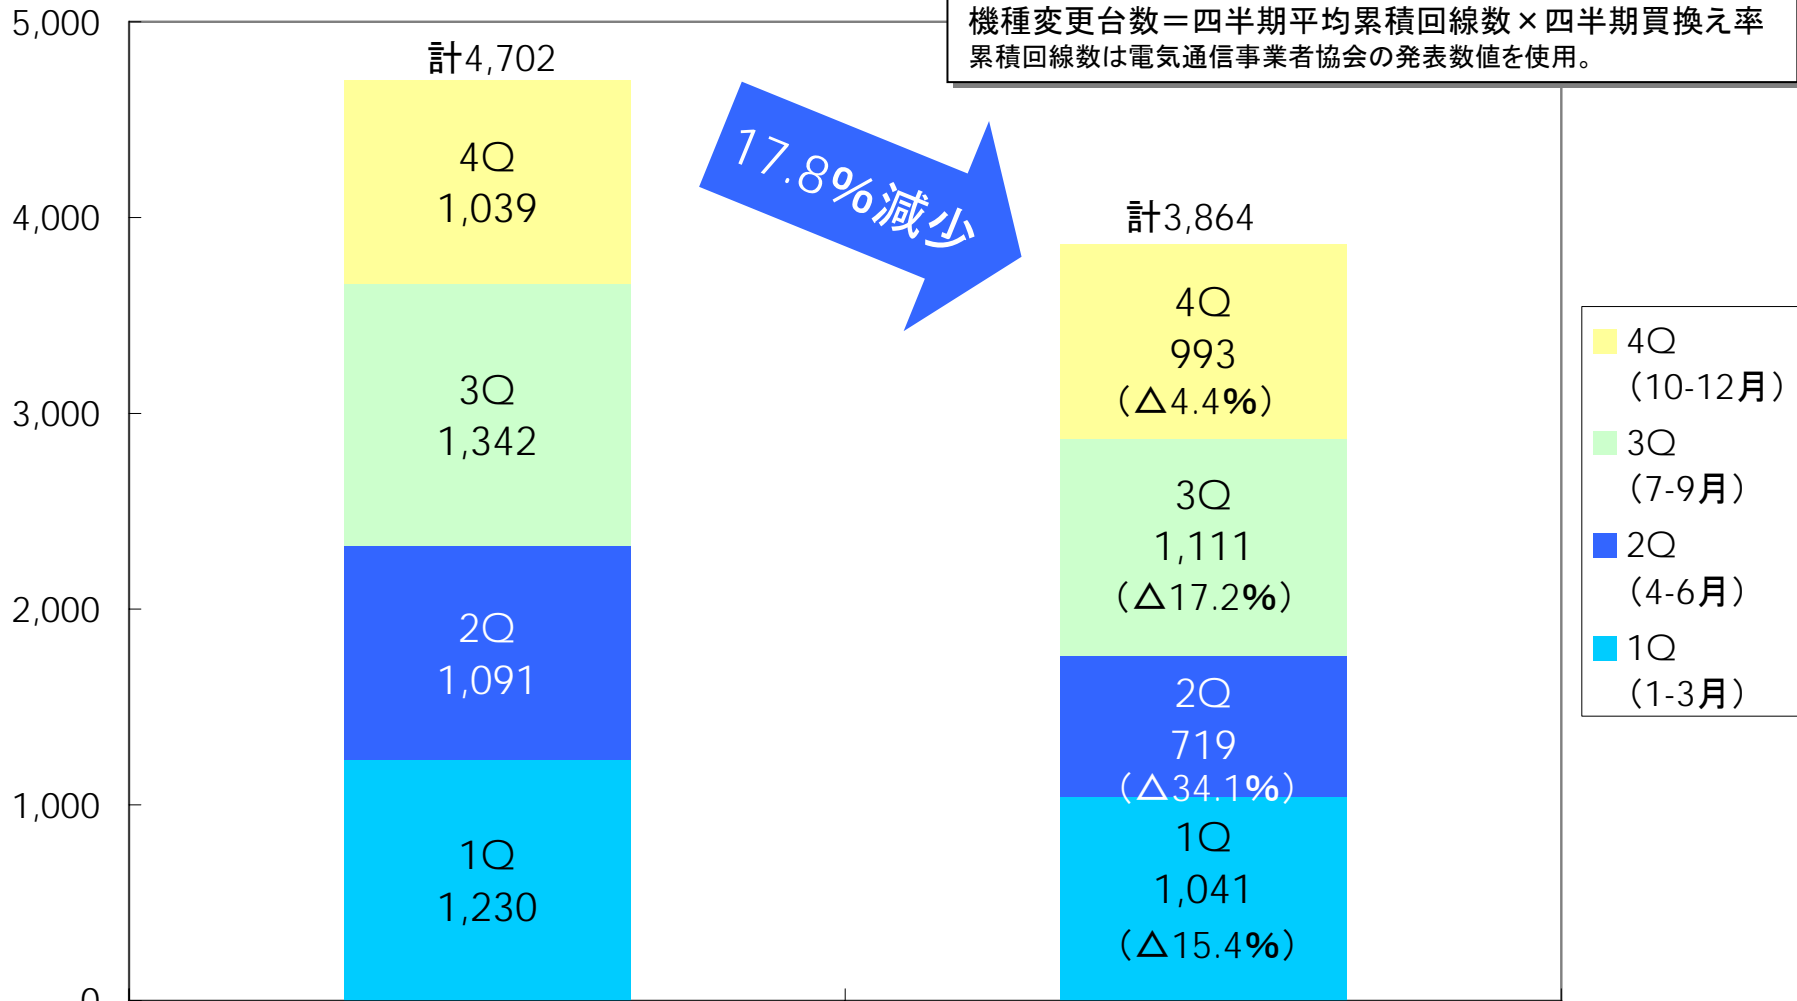 機種変更台数＝四半期平均累積回線数×四半期買換え率
累積回線数は電気通信事業者協会の発表数値を使用。
5,000
4,000
3,000
2,000
1,000
0
計4,702
4Q
1,039
3Q
1,342
2Q
1,091
1Q
1,230
17.8%減少
計3,864
4Q
993
（△4.4%）
3Q
1,111
（△17.2%）
2Q
719
（△34.1%）
1Q
1,041
（△15.4%）
4Q
（10-12月）
3Q
（7-9月）
2Q
（4-6月）
1Q
（1-3月）